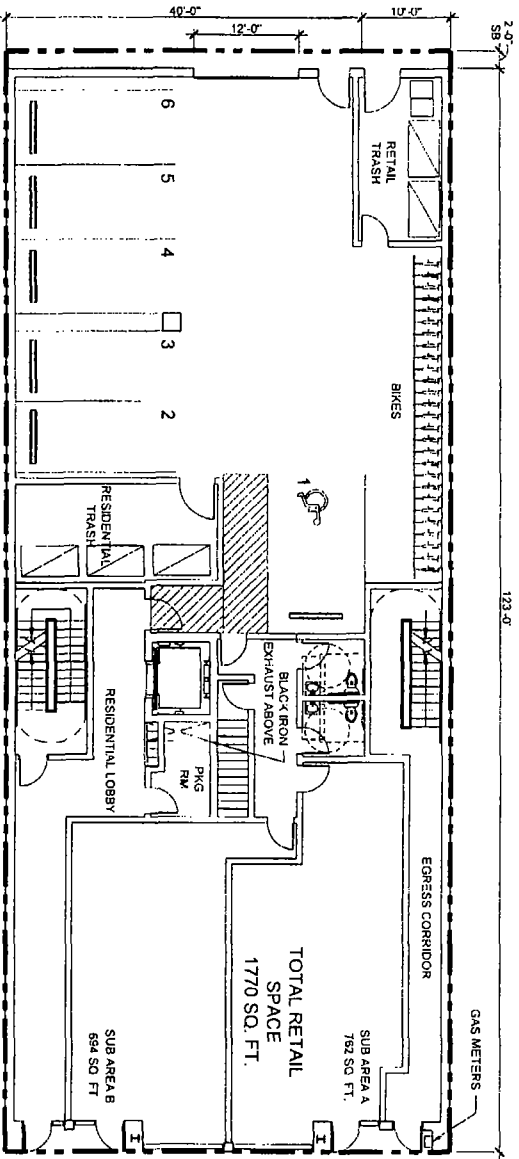 40'-0"
10'-0"
12'-0"
2'-0"
SB
123'-0"
6
5
4
3
2
1
RETAIL
TRASH
BIKES
RESIDENTIAL
TRASH
RESIDENTIAL LOBBY
BLACK IRON
EXHAUST ABOVE
PKG
RM
EGRESS CORRIDOR
GAS METERS
TOTAL RETAIL
SPACE
1770 SQ. FT.
SUB AREA A
762 SQ. FT.
SUB AREA B
694 SQ FT